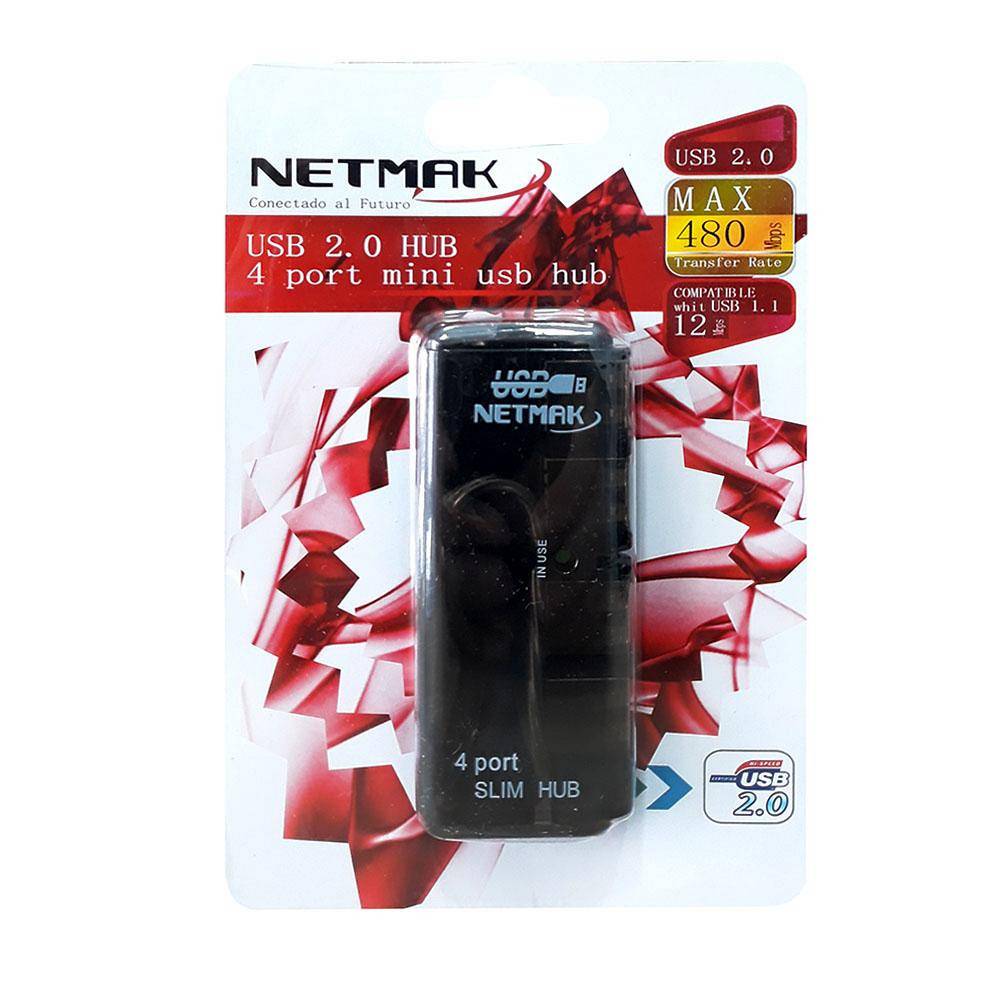 NETMAK
Conectado al Futuro
USB 2.0 HUB
4 port mini usb hub
USB 2.0
MAX
480 Mbps
Transfer Rate
COMPATIBLE
whit USB 1.1
12 Mbps
USB
NETMAK
IN USE
4 port
SLIM HUB
HI-SPEED
CERTIFIED
USB
2.0